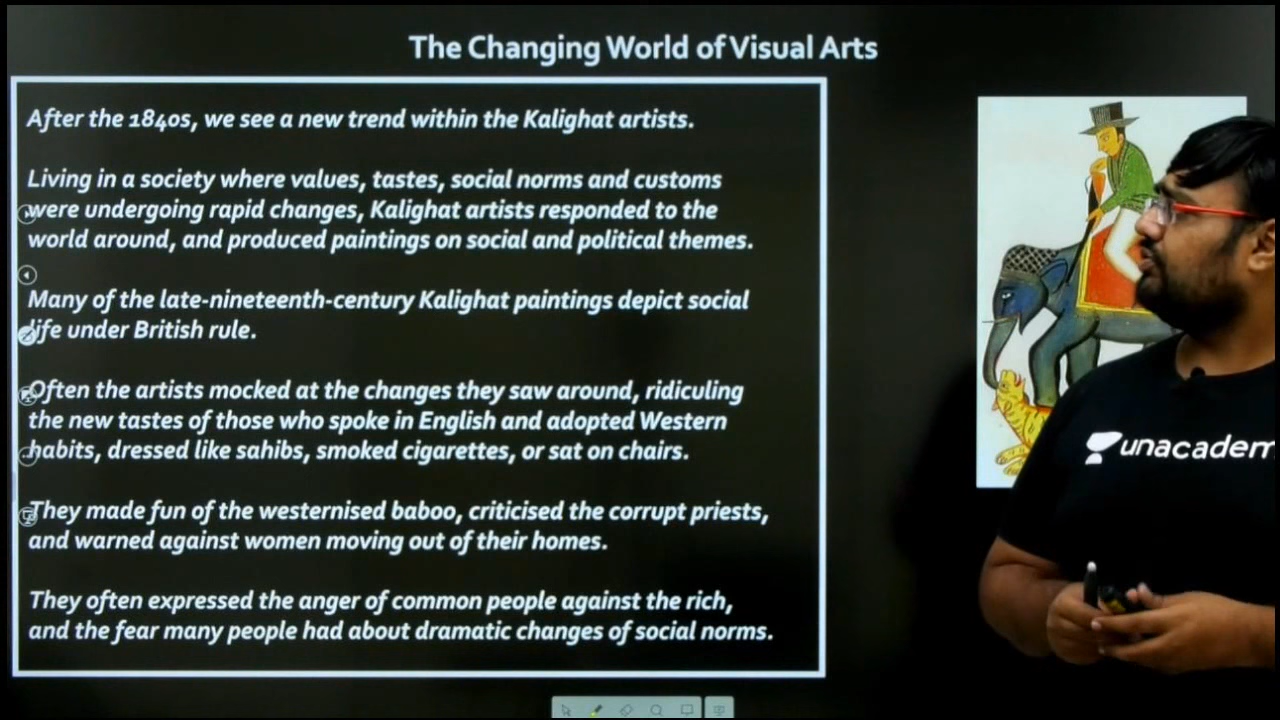 The Changing World of Visual Arts
After the 1840s, we see a new trend within the Kalighat artists.
Living in a society where values, tastes, social norms and customs
were undergoing rapid changes, Kalighat artists responded to the
world around, and produced paintings on social and political themes.
Many of the late-nineteenth-century Kalighat paintings depict social
life under British rule.
Often the artists mocked at the changes they saw around, ridiculing
the new tastes of those who spoke in English and adopted Western
habits, dressed like sahibs, smoked cigarettes, or sat on chairs.
They made fun of the westernised baboo, criticised the corrupt priests,
and warned against women moving out of their homes.
They often expressed the anger of common people against the rich,
and the fear many people had about dramatic changes of social norms.
unacadem